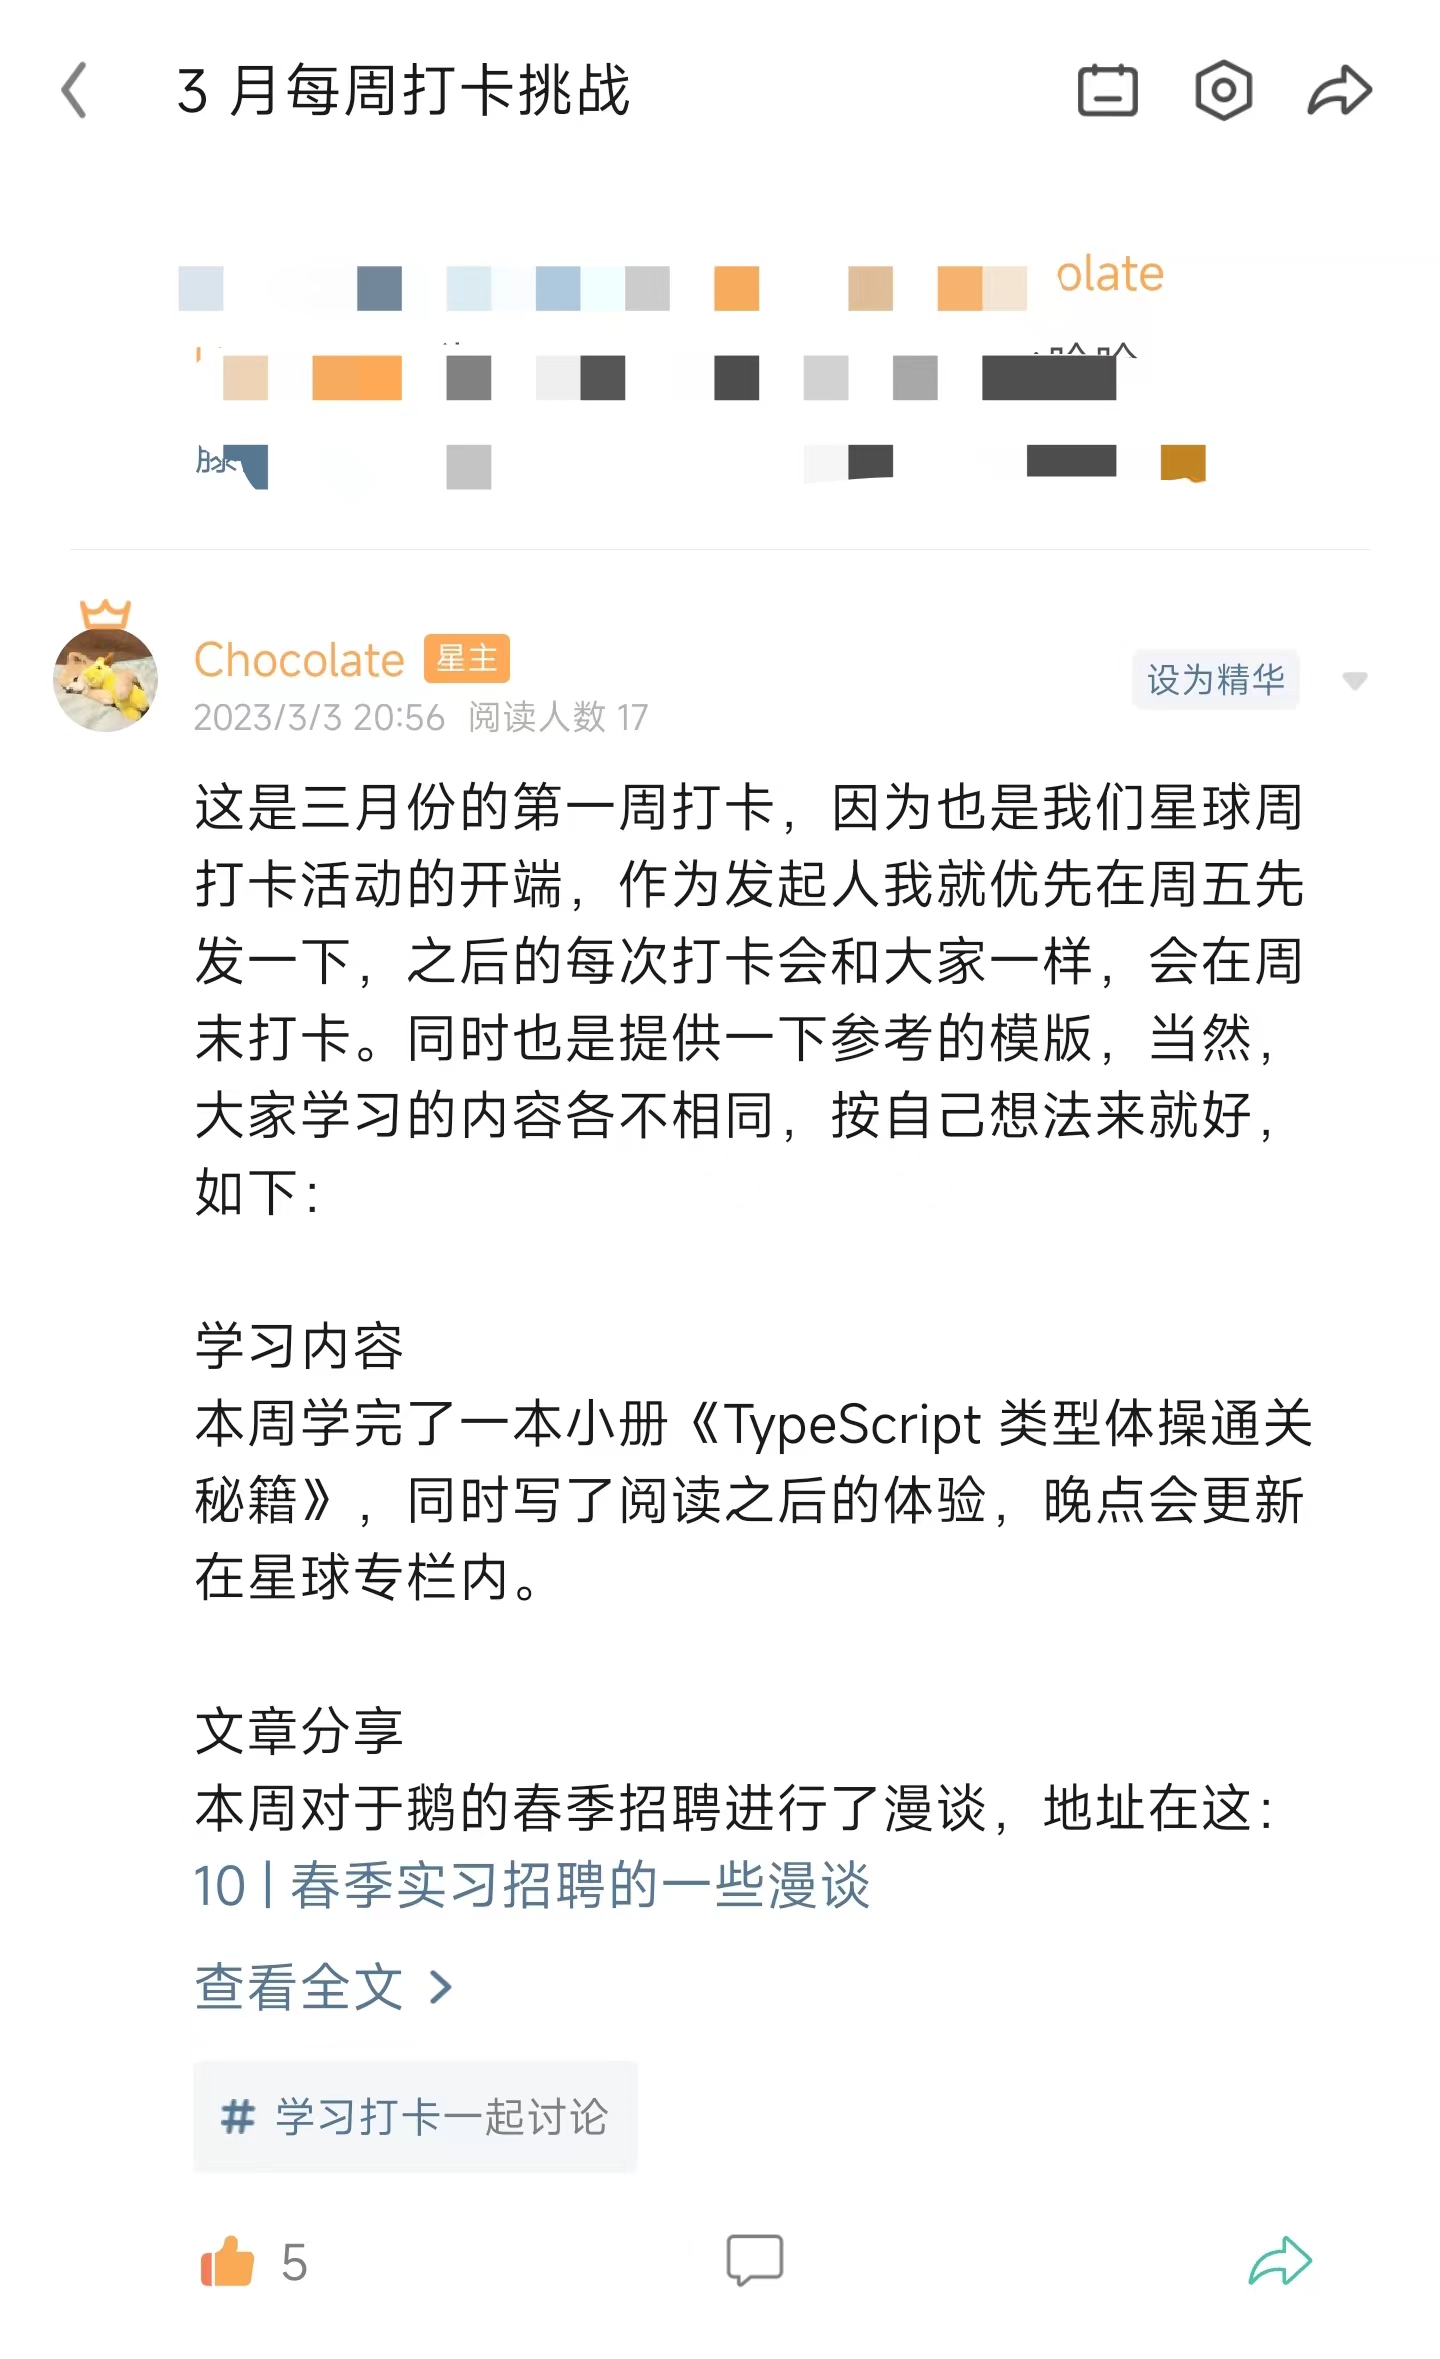 3 月每周打卡挑战
olate
Chocolate 星主
设为精华
2023/3/3 20:56 阅读人数 17
这是三月份的第一周打卡，因为也是我们星球周
打卡活动的开端，作为发起人我就优先在周五先
发一下，之后的每次打卡会和大家一样，会在周
末打卡。同时也是提供一下参考的模版，当然，
大家学习的内容各不相同，按自己想法来就好，
如下：
学习内容
本周学完了一本小册《TypeScript 类型体操通关
秘籍》，同时写了阅读之后的体验，晚点会更新
在星球专栏内。
文章分享
本周对于鹅的春季招聘进行了漫谈，地址在这：
10 | 春季实习招聘的一些漫谈
查看全文 >
# 学习打卡一起讨论
5